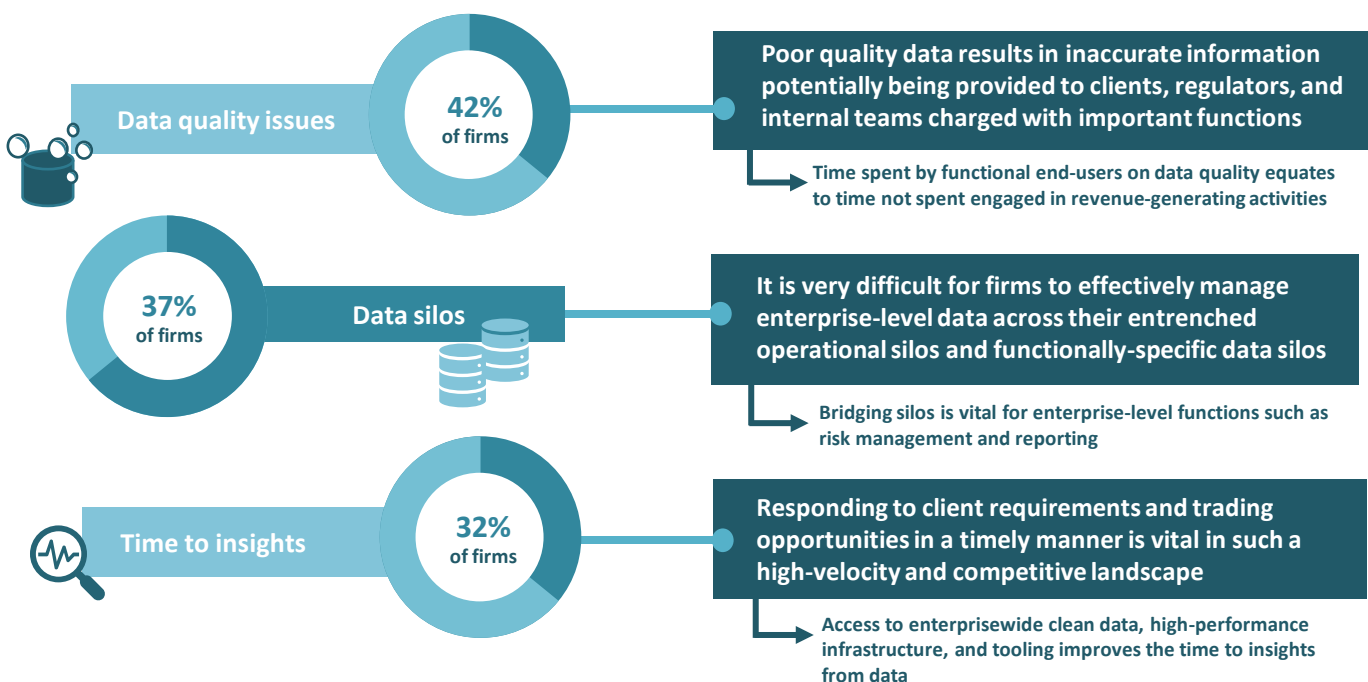 Data quality issues
42%
of firms
Poor quality data results in inaccurate information
potentially being provided to clients, regulators, and
internal teams charged with important functions
Time spent by functional end-users on data quality equates
to time not spent engaged in revenue-generating activities
37%
of firms
Data silos
It is very difficult for firms to effectively manage
enterprise-level data across their entrenched
operational silos and functionally-specific data silos
Bridging silos is vital for enterprise-level functions such as
risk management and reporting
Time to insights
32%
of firms
Responding to client requirements and trading
opportunities in a timely manner is vital in such a
high-velocity and competitive landscape
Access to enterprisewide clean data, high-performance
infrastructure, and tooling improves the time to insights
from data